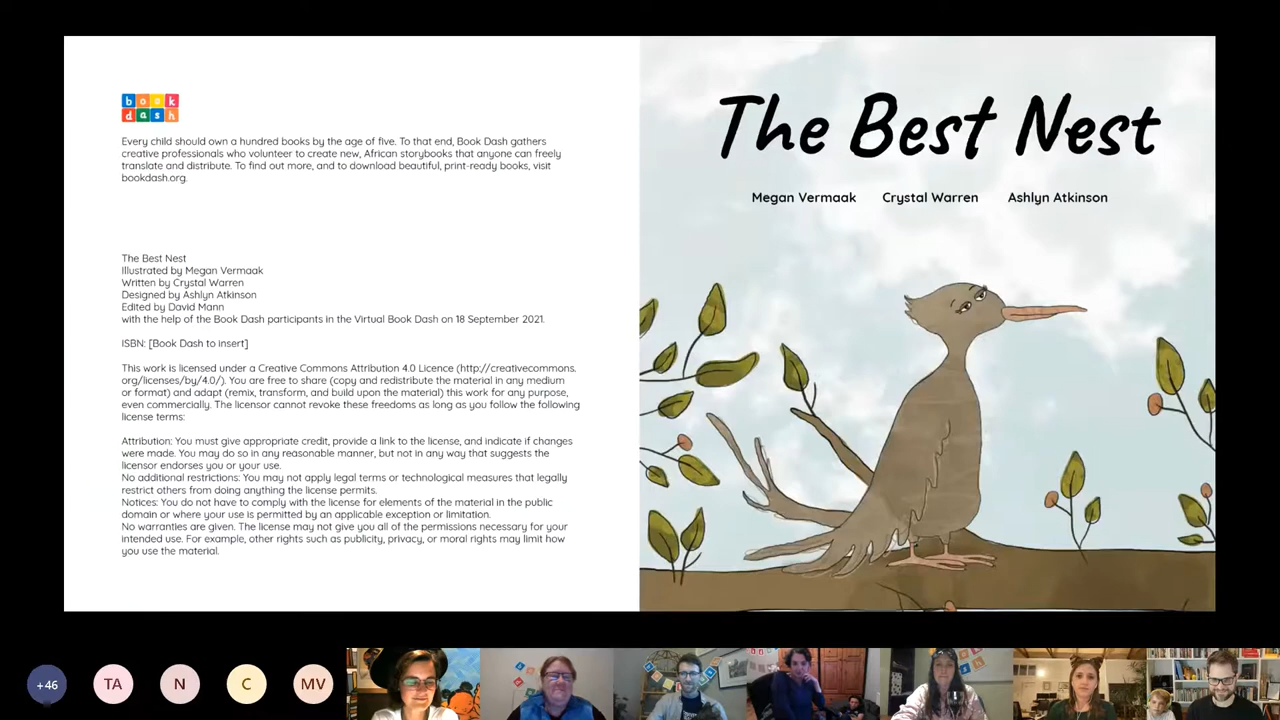 book
dash
Every child should own a hundred books by the age of five. To that end, Book Dash gathers
creative professionals who volunteer to create new, African storybooks that anyone can freely
translate and distribute. To find out more, and to download beautiful, print-ready books, visit
bookdash.org.
The Best Nest
Illustrated by Megan Vermaak
Written by Crystal Warren
Designed by Ashlyn Atkinson
Edited by David Mann
with the help of the Book Dash participants in the Virtual Book Dash on 18 September 2021.
ISBN: [Book Dash to insert]
This work is licensed under a Creative Commons Attribution 4.0 Licence (http://creativecommons.
org/licenses/by/4.0/). You are free to share (copy and redistribute the material in any medium
or format) and adapt (remix, transform, and build upon the material) this work for any purpose,
even commercially. The licensor cannot revoke these freedoms as long as you follow the following
license terms:
Attribution: You must give appropriate credit, provide a link to the license, and indicate if changes
were made. You may do so in any reasonable manner, but not in any way that suggests the
licensor endorses you or your use.
No additional restrictions: You may not apply legal terms or technological measures that legally
restrict others from doing anything the license permits.
Notices: You do not have to comply with the license for elements of the material in the public
domain or where your use is permitted by an applicable exception or limitation.
No warranties are given. The license may not give you all of the permissions necessary for your
intended use. For example, other rights such as publicity, privacy, or moral rights may limit how
you use the material.
The Best Nest
Megan Vermaak Crystal Warren Ashlyn Atkinson
+46 TA N C MV